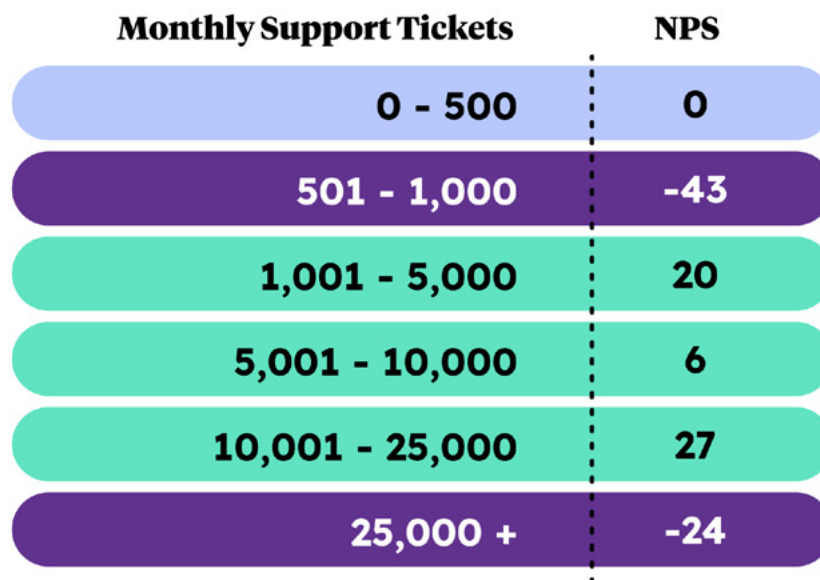 Monthly Support Tickets NPS
0 - 500 0
501 - 1,000 -43
1,001 - 5,000 20
5,001 - 10,000 6
10,001 - 25,000 27
25,000 + -24